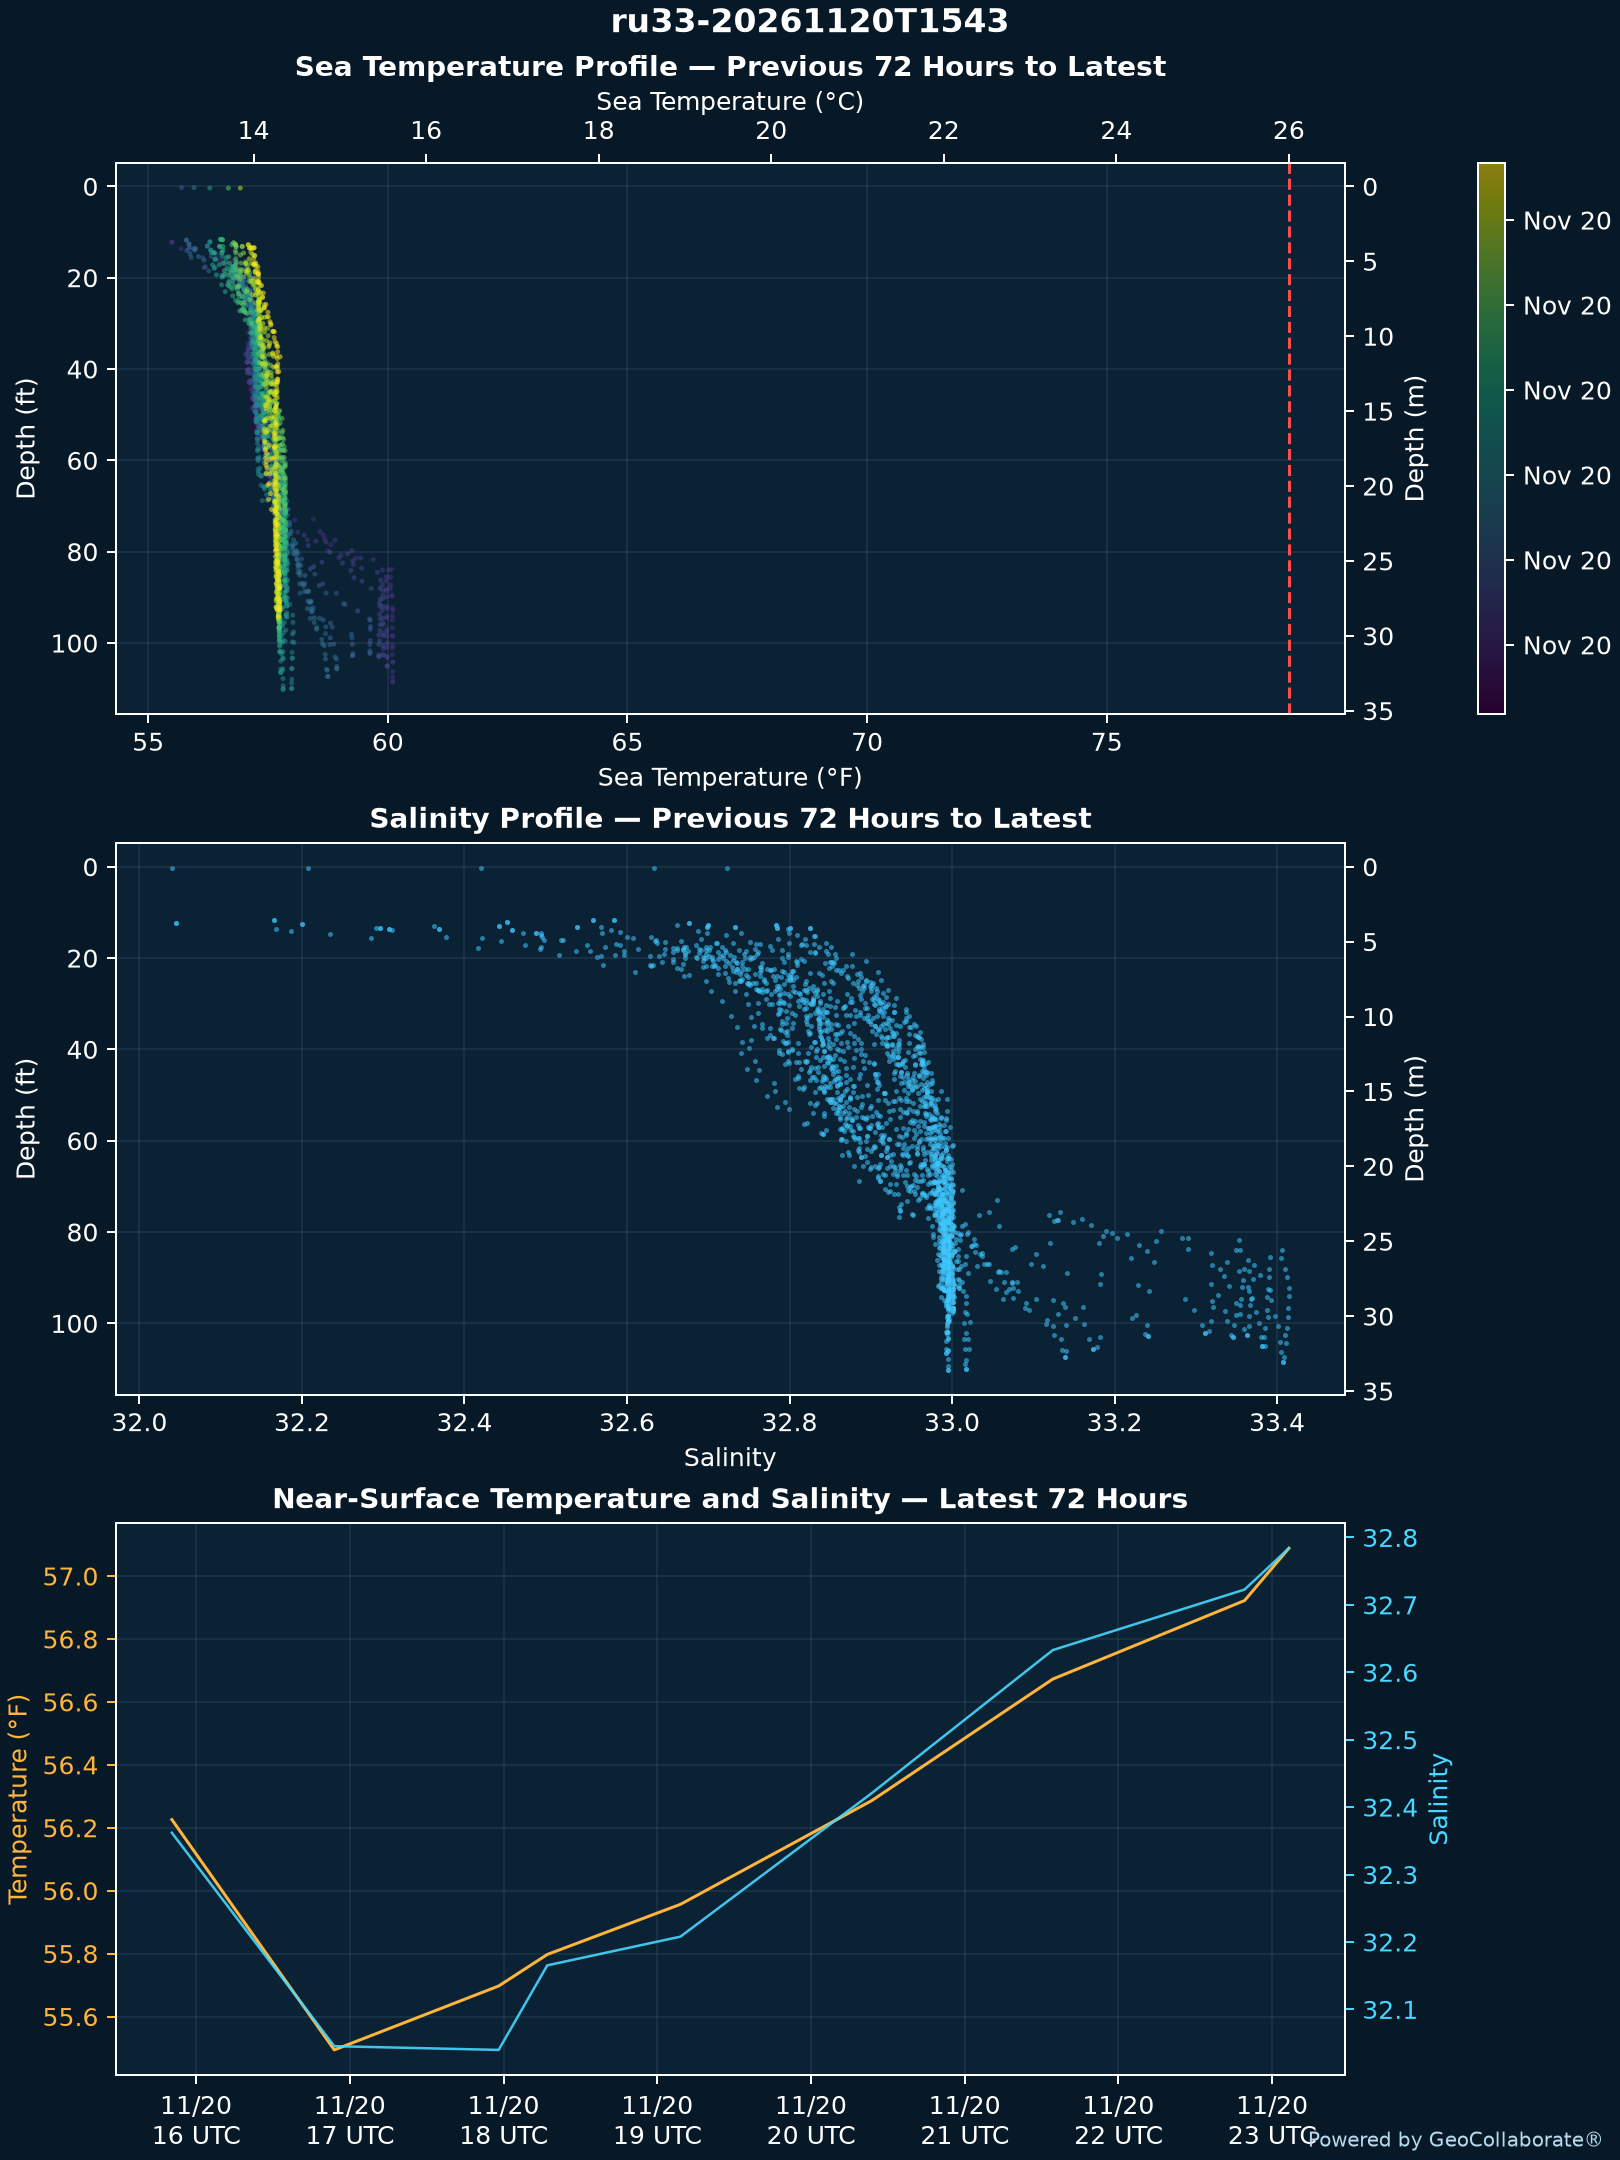 ru33-20261120T1543
Sea Temperature Profile — Previous 72 Hours to Latest
Sea Temperature (°C)
14 16 18 20 22 24 26
Depth (ft)
0
20
40
60
80
100
Depth (m)
0
5
10
15
20
25
30
35
Nov 20
Nov 20
Nov 20
Nov 20
Nov 20
Nov 20
55 60 65 70 75
Sea Temperature (°F)
Salinity Profile — Previous 72 Hours to Latest
Depth (ft)
0
20
40
60
80
100
Depth (m)
0
5
10
15
20
25
30
35
32.0 32.2 32.4 32.6 32.8 33.0 33.2 33.4
Salinity
Near-Surface Temperature and Salinity — Latest 72 Hours
Temperature (°F)
57.0
56.8
56.6
56.4
56.2
56.0
55.8
55.6
Salinity
32.8
32.7
32.6
32.5
32.4
32.3
32.2
32.1
11/20 11/20 11/20 11/20 11/20 11/20 11/20 11/20
16 UTC 17 UTC 18 UTC 19 UTC 20 UTC 21 UTC 22 UTC 23 UTC
Powered by GeoCollaborate®